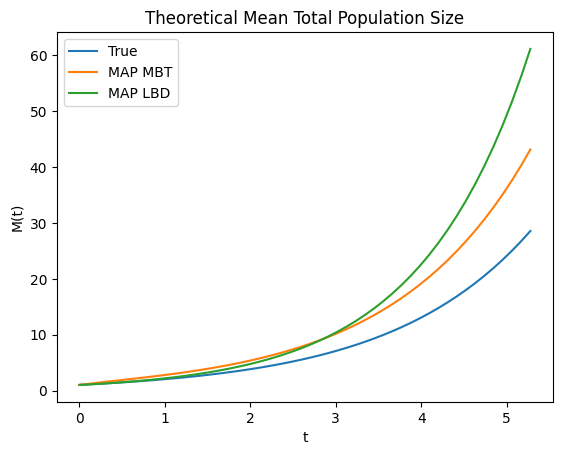 Theoretical Mean Total Population Size
True
MAP MBT
MAP LBD
M(t)
60
50
40
30
20
10
0
0 1 2 3 4 5
t